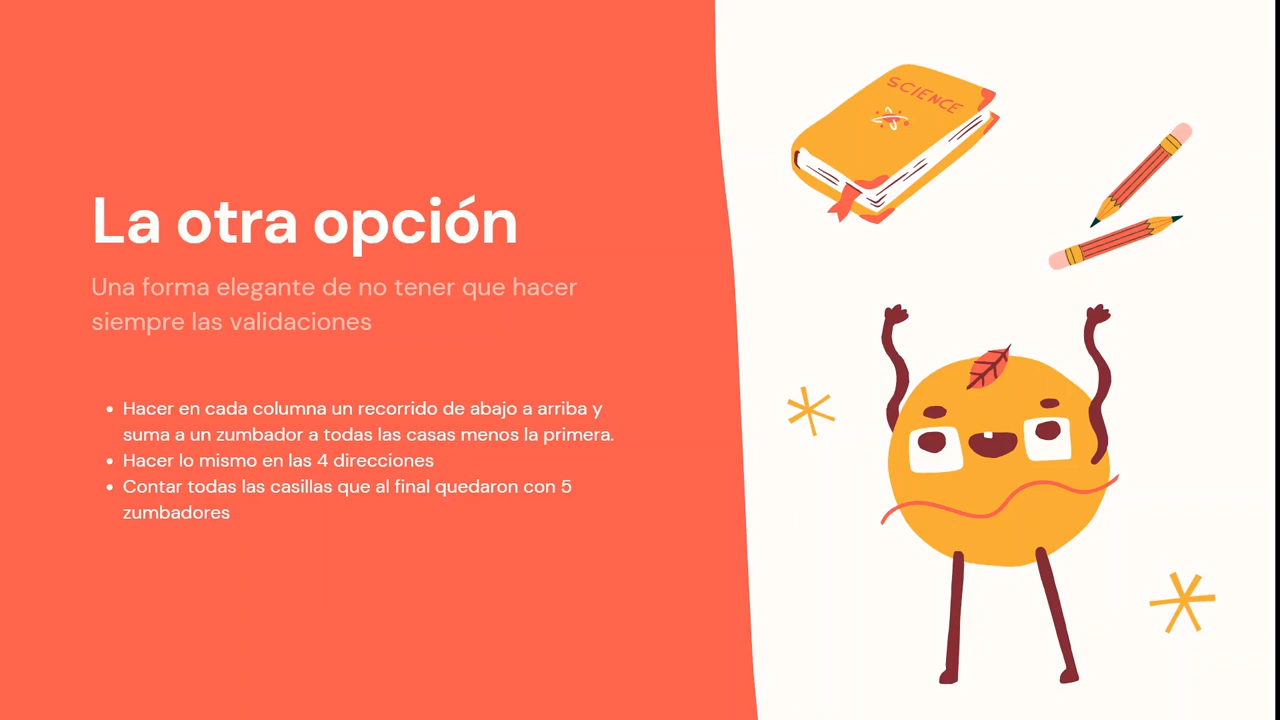 La otra opción
Una forma elegante de no tener que hacer
siempre las validaciones
• Hacer en cada columna un recorrido de abajo a arriba y
suma a un zumbador a todas las casas menos la primera.
• Hacer lo mismo en las 4 direcciones
• Contar todas las casillas que al final quedaron con 5
zumbadores
SCIENCE